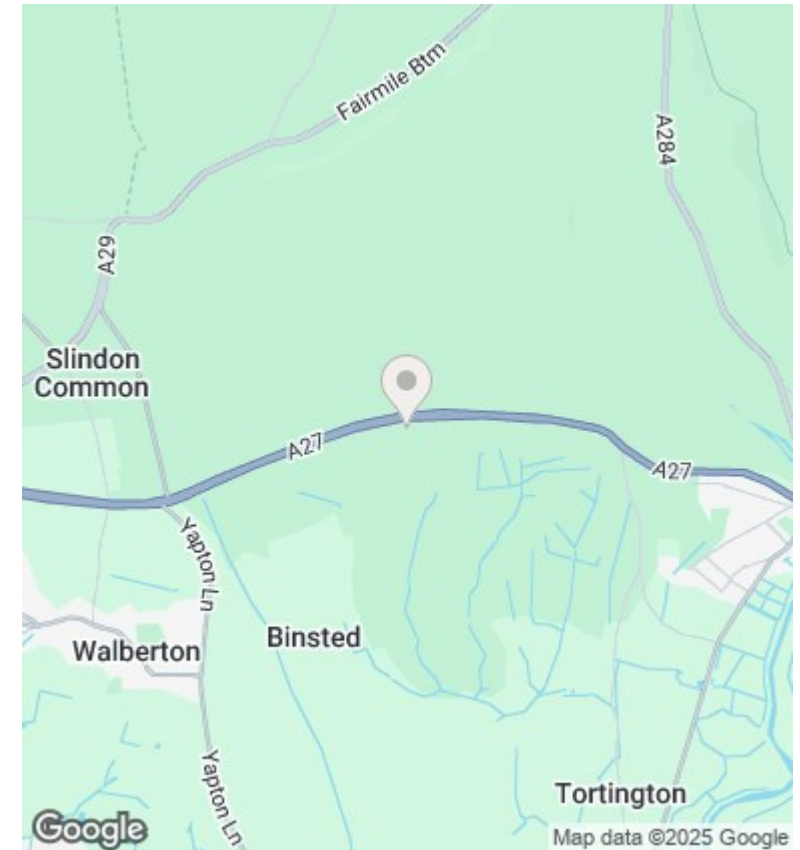 Fairmile Btm
A284
A29
Slindon
Common
A27
A27
Yapton Ln
Binsted
Walberton
Yapton Ln
Tortington
Google
Map data ©2025 Google